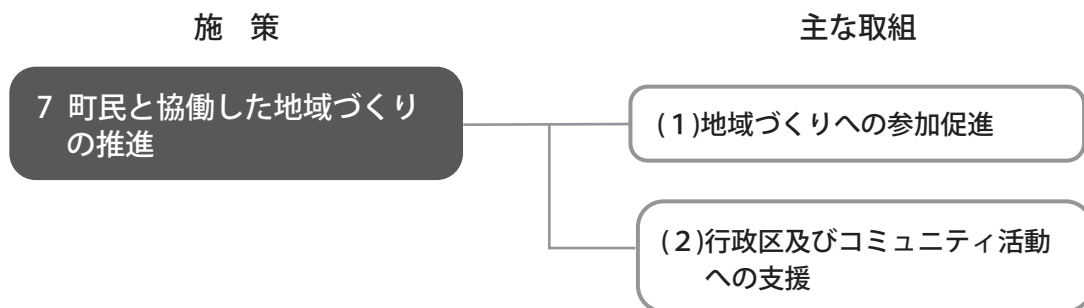 施　策
主な取組
7 町民と協働した地域づくり
の推進
(1)地域づくりへの参加促進
(2)行政区及びコミュニティ活動
への支援